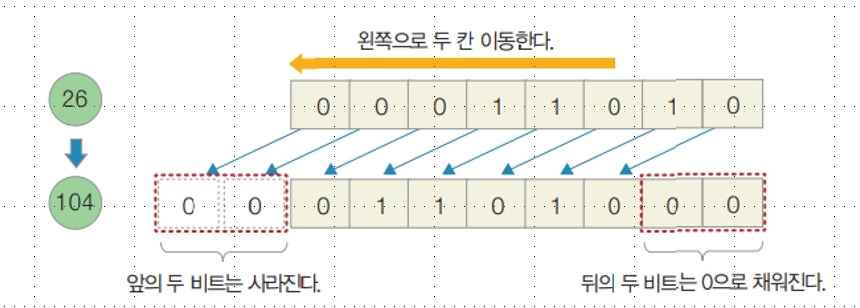 왼쪽으로 두 칸 이동한다.
26 0 0 0 1 1 0 1 0
104 0 0 0 1 1 0 1 0 0 0
앞의 두 비트는 사라진다. 뒤의 두 비트는 0으로 채워진다.